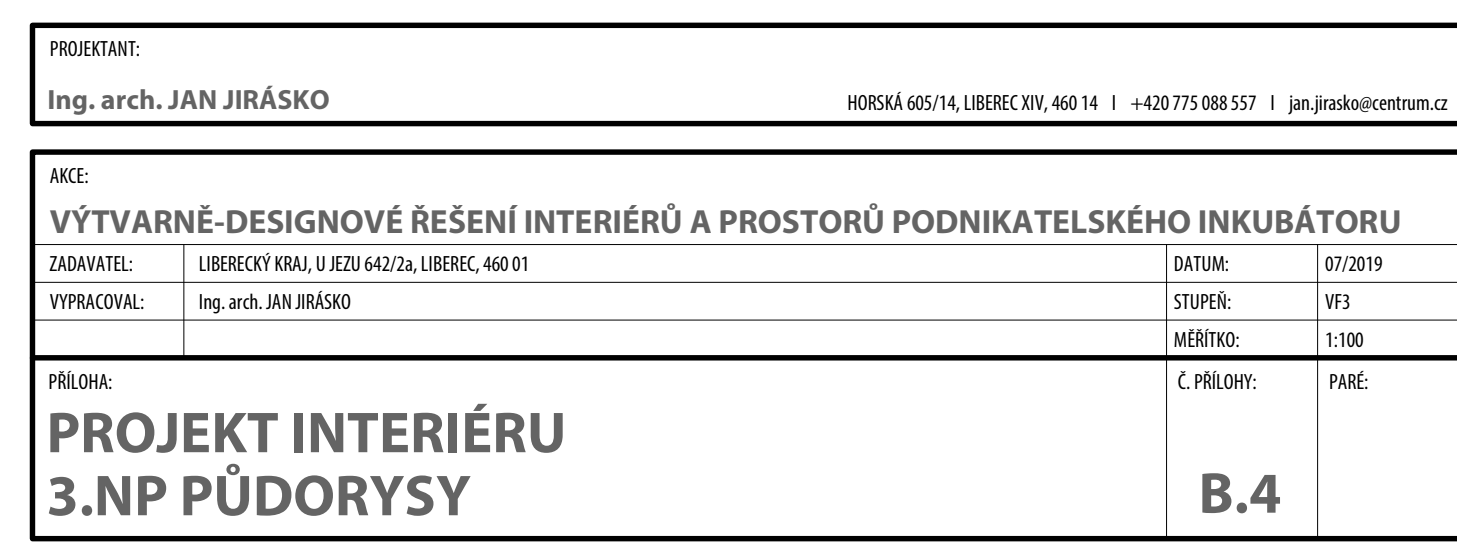 PROJEKTANT:
Ing. arch. JAN JIRÁSKO HORSKÁ 605/14, LIBEREC XIV, 460 14 I +420 775 088 557 I jan.jirasko@centrum.cz
AKCE:
VÝTVARNĚ-DESIGNOVÉ ŘEŠENÍ INTERIÉRŮ A PROSTORŮ PODNIKATELSKÉHO INKUBÁTORU
ZADAVATEL: LIBERECKÝ KRAJ, U JEZU 642/2a, LIBEREC, 460 01 DATUM: 07/2019
VYPRACOVAL: Ing. arch. JAN JIRÁSKO STUPEŇ: VF3
MĚŘÍTKO: 1:100
PŘÍLOHA: Č. PŘÍLOHY: PARÉ:
PROJEKT INTERIÉRU
3.NP PŮDORYSY B.4